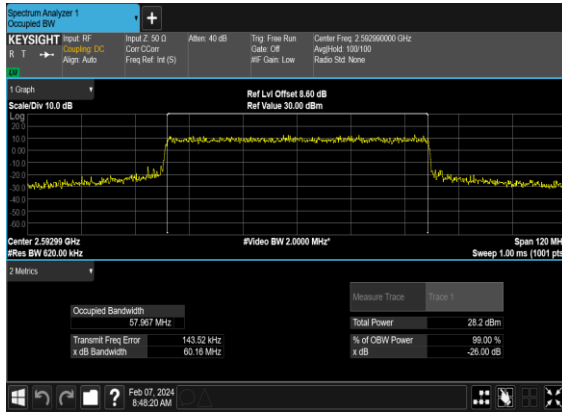 Spectrum Analyzer 1
Occupied BW
KEYSIGHT Input: RF
R T
Coupling: DC
Align: Auto
Input Z: 50 Ω
Corr CCorr
Freq Ref: Int (S)
Atten: 40 dB
Trig: Free Run
Gate: Off
#IF Gain: Low
Center Freq: 2.592990000 GHz
Avg|Hold: 100/100
Radio Std: None
1 Graph
Scale/Div 10.0 dB
Ref Lvl Offset 8.60 dB
Ref Value 30.00 dBm
Log
20.0
10.0
0.00
-10.0
-20.0
-30.0
-40.0
-50.0
-60.0
Center 2.59299 GHz
#Res BW 620.00 kHz
#Video BW 2.0000 MHz*
Span 120 MH
Sweep 1.00 ms (1001 pts
2 Metrics
Measure Trace Trace 1
Occupied Bandwidth
57.967 MHz
Total Power 28.2 dBm
Transmit Freq Error 143.52 kHz
x dB Bandwidth 60.16 MHz
% of OBW Power 99.00 %
x dB -26.00 dB
Feb 07, 2024
8:48:20 AM